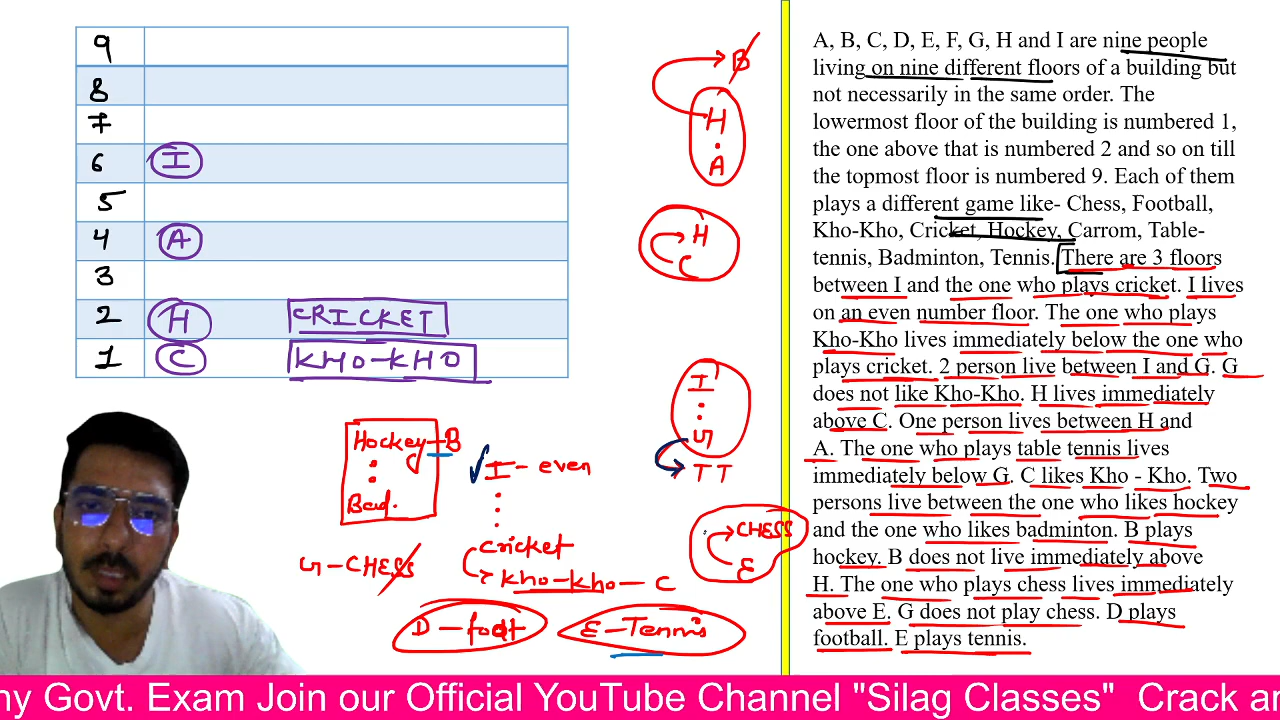 9
8
7
6 I
5
4 A
3
2 H CRICKET
1 C KHO-KHO
B
H
A
H
C
I
G
TT
CHESS
E
Hockey-B
Bad.
I - even
cricket
Kho-Kho - C
G-CHESS
D-foot
E-Tennis
A, B, C, D, E, F, G, H and I are nine people
living on nine different floors of a building but
not necessarily in the same order. The
lowermost floor of the building is numbered 1,
the one above that is numbered 2 and so on till
the topmost floor is numbered 9. Each of them
plays a different game like- Chess, Football,
Kho-Kho, Cricket, Hockey, Carrom, Table-
tennis, Badminton, Tennis. There are 3 floors
between I and the one who plays cricket. I lives
on an even number floor. The one who plays
Kho-Kho lives immediately below the one who
plays cricket. 2 person live between I and G. G
does not like Kho-Kho. H lives immediately
above C. One person lives between H and
A. The one who plays table tennis lives
immediately below G. C likes Kho - Kho. Two
persons live between the one who likes hockey
and the one who likes badminton. B plays
hockey. B does not live immediately above
H. The one who plays chess lives immediately
above E. G does not play chess. D plays
football. E plays tennis.
ny Govt. Exam Join our Official YouTube Channel "Silag Classes" Crack a